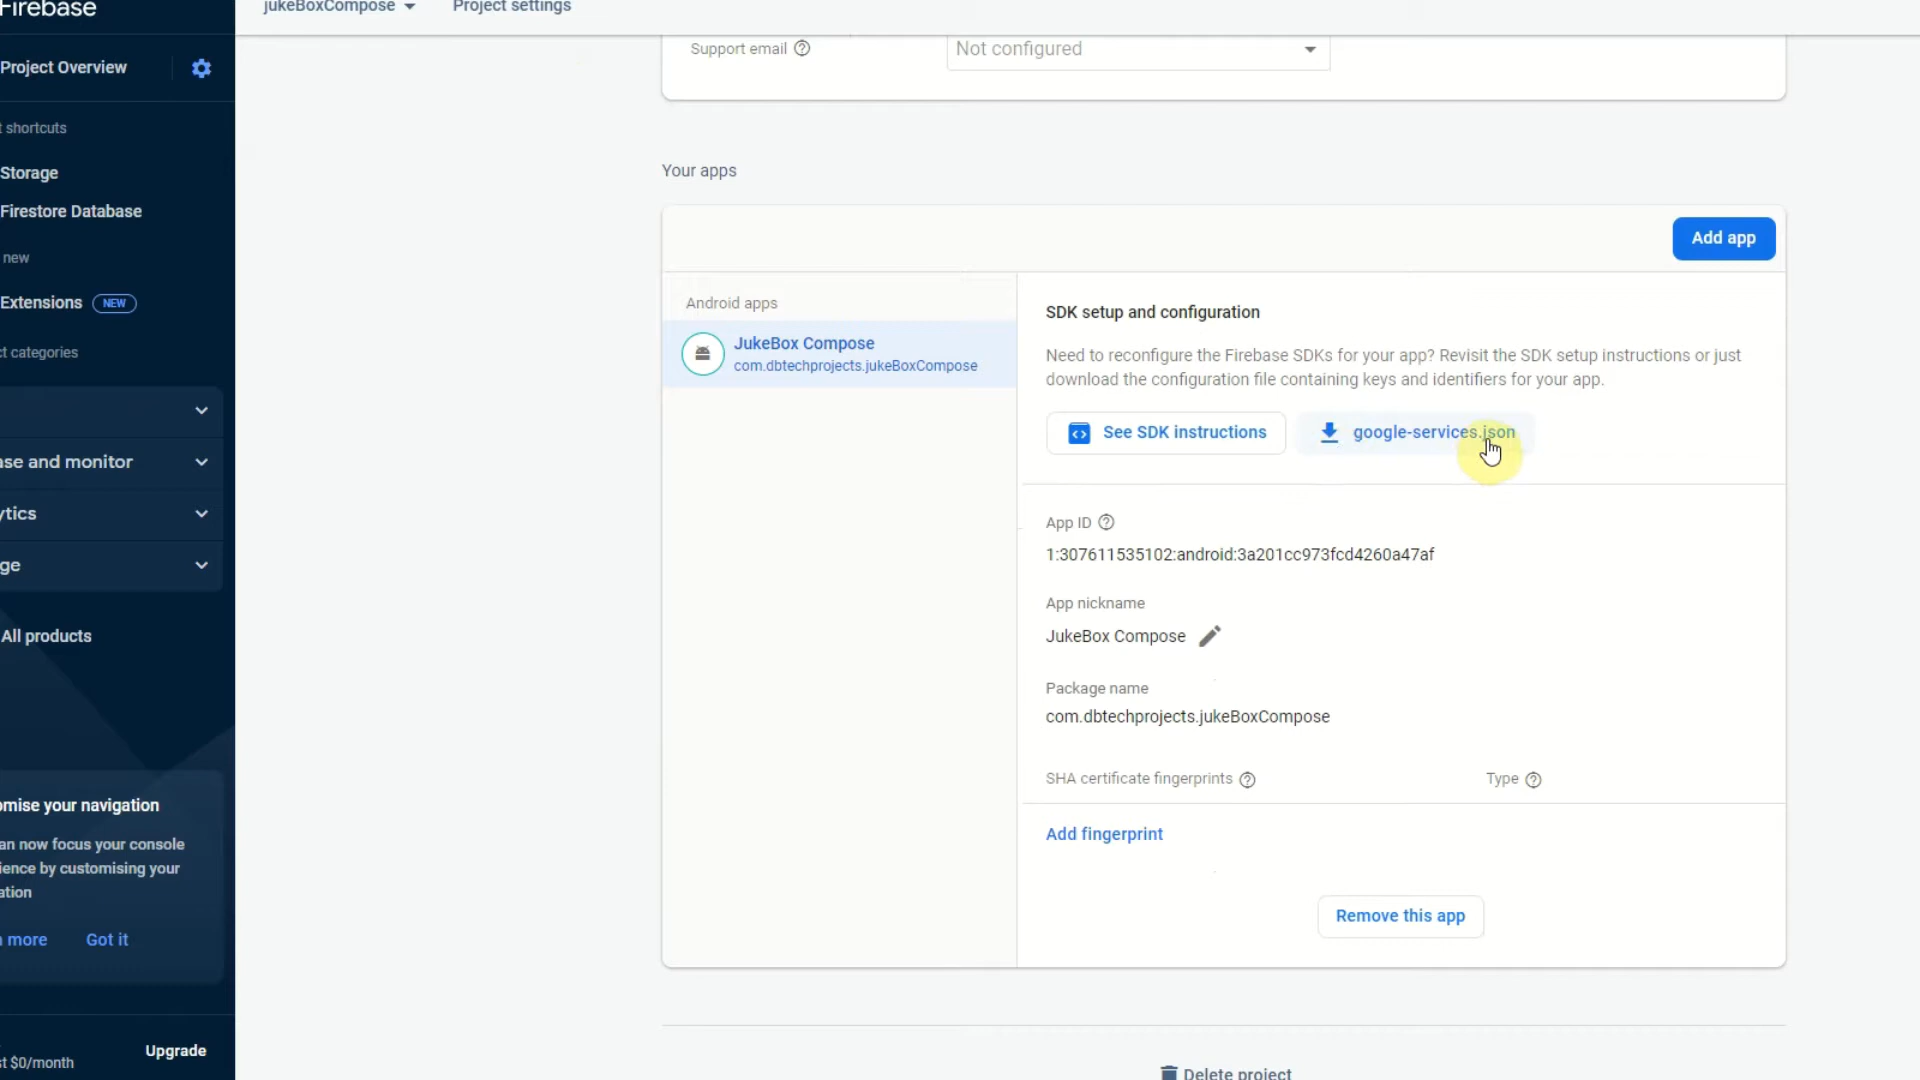 Firebase
jukeBoxCompose
Project settings
Project Overview
t shortcuts
Storage
Firestore Database
new
Extensions NEW
ct categories
ase and monitor
ytics
ge
All products
omise your navigation
an now focus your console
ience by customising your
ation
more
Got it
st $0/month
Upgrade
Support email
Not configured
Your apps
Add app
Android apps
JukeBox Compose
com.dbtechprojects.jukeBoxCompose
SDK setup and configuration
Need to reconfigure the Firebase SDKs for your app? Revisit the SDK setup instructions or just
download the configuration file containing keys and identifiers for your app.
See SDK instructions
google-services.json
App ID
1:307611535102:android:3a201cc973fcd4260a47af
App nickname
JukeBox Compose
Package name
com.dbtechprojects.jukeBoxCompose
SHA certificate fingerprints
Type
Add fingerprint
Remove this app
Delete project